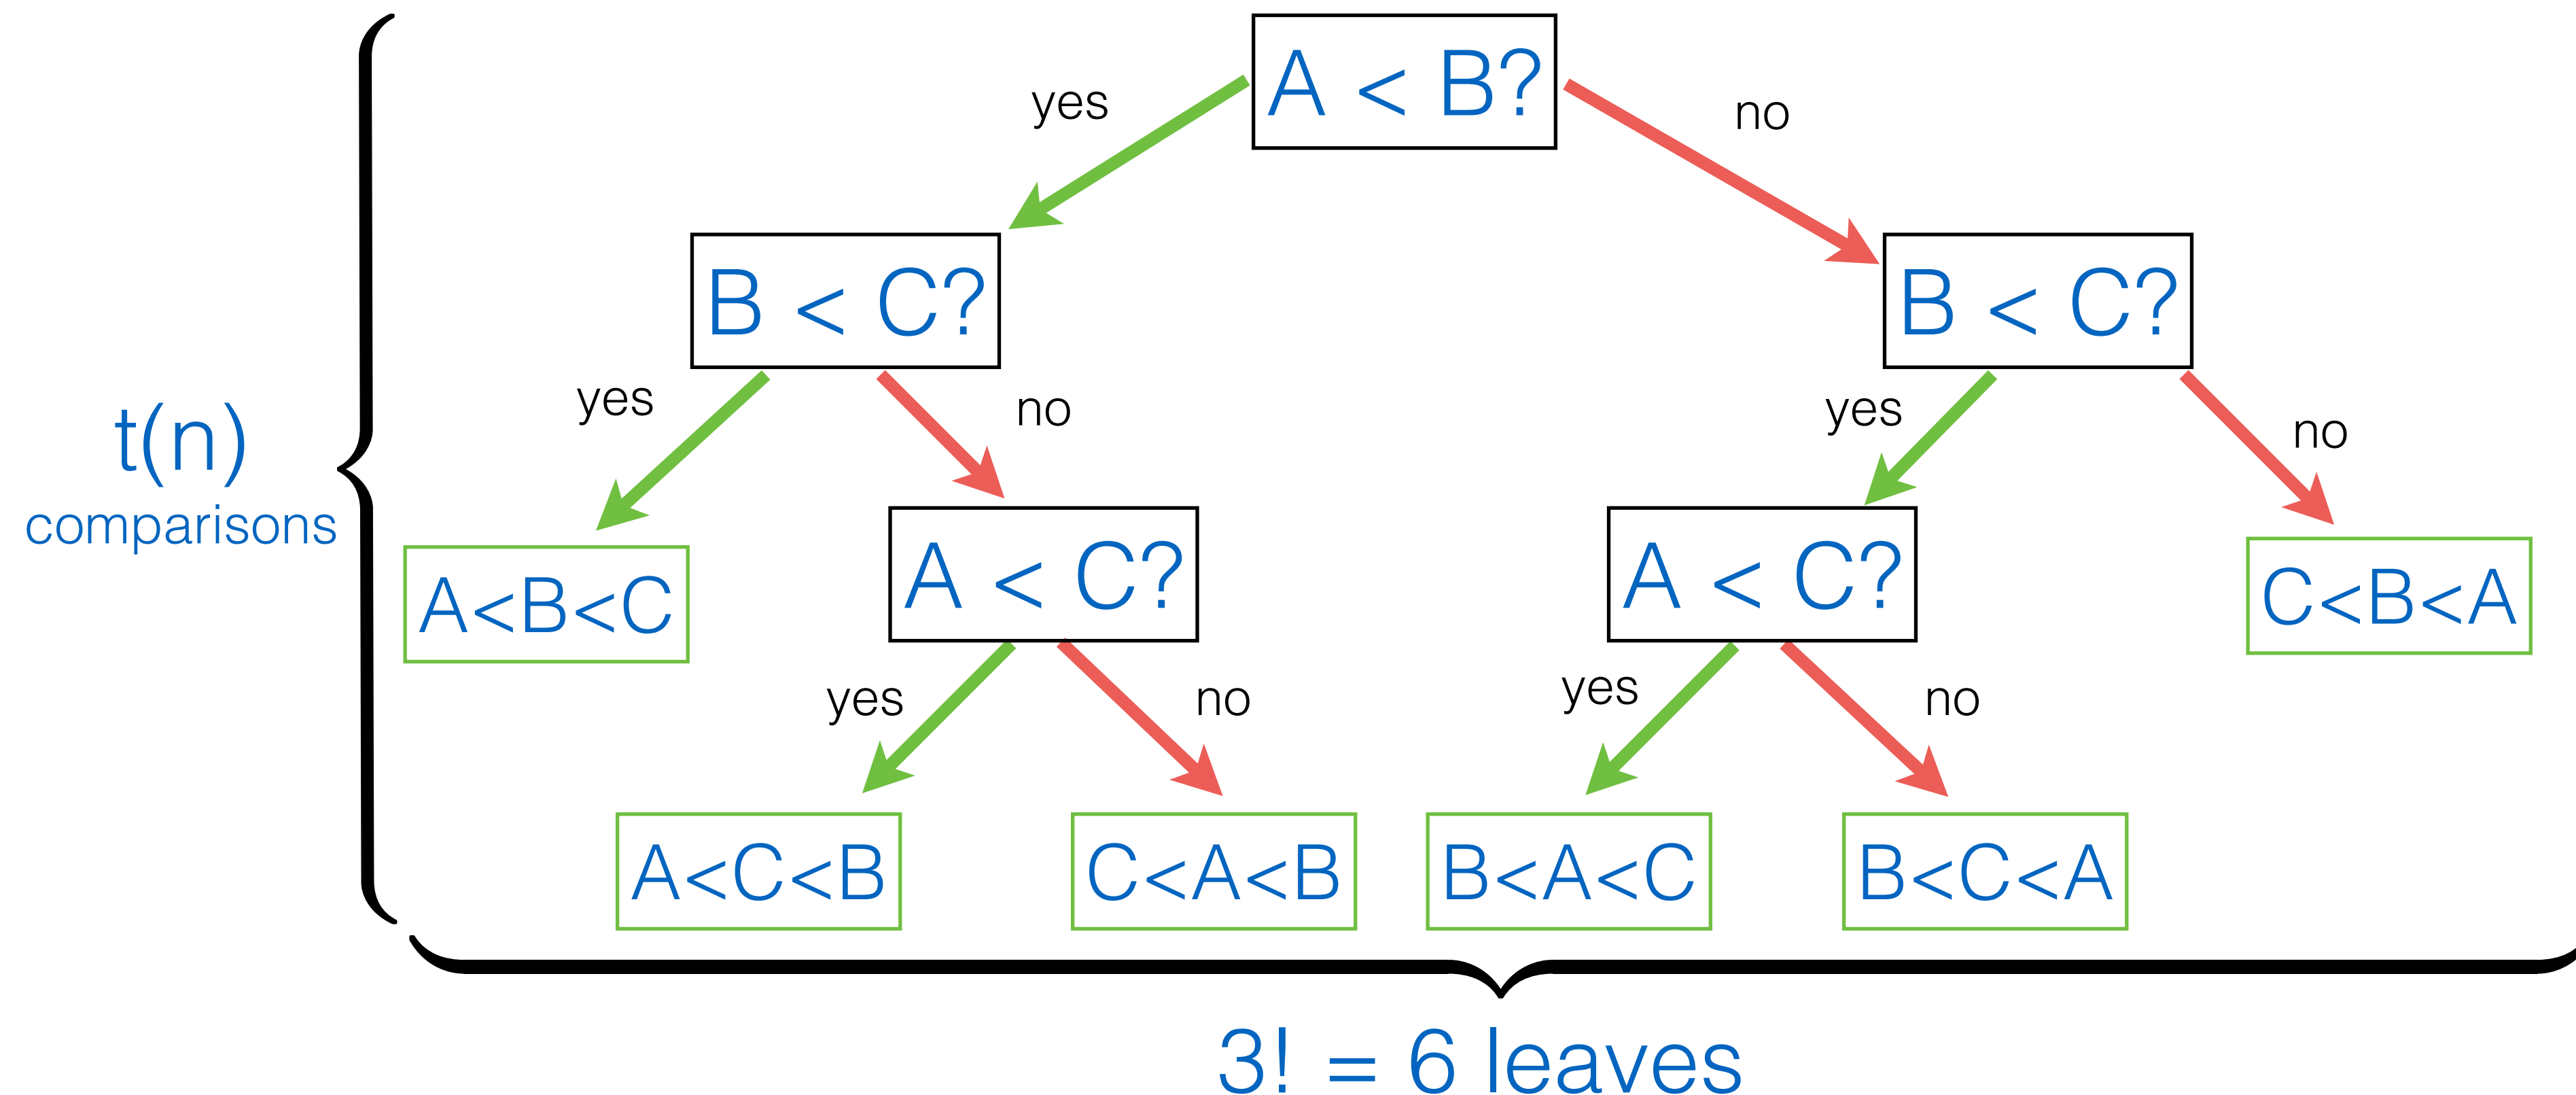 A < B?
yes
no
B < C?
B < C?
yes
no
yes
no
t(n)
comparisons
A<B<C
A < C?
A < C?
C<B<A
yes
no
yes
no
A<C<B
C<A<B
B<A<C
B<C<A
3! = 6 leaves